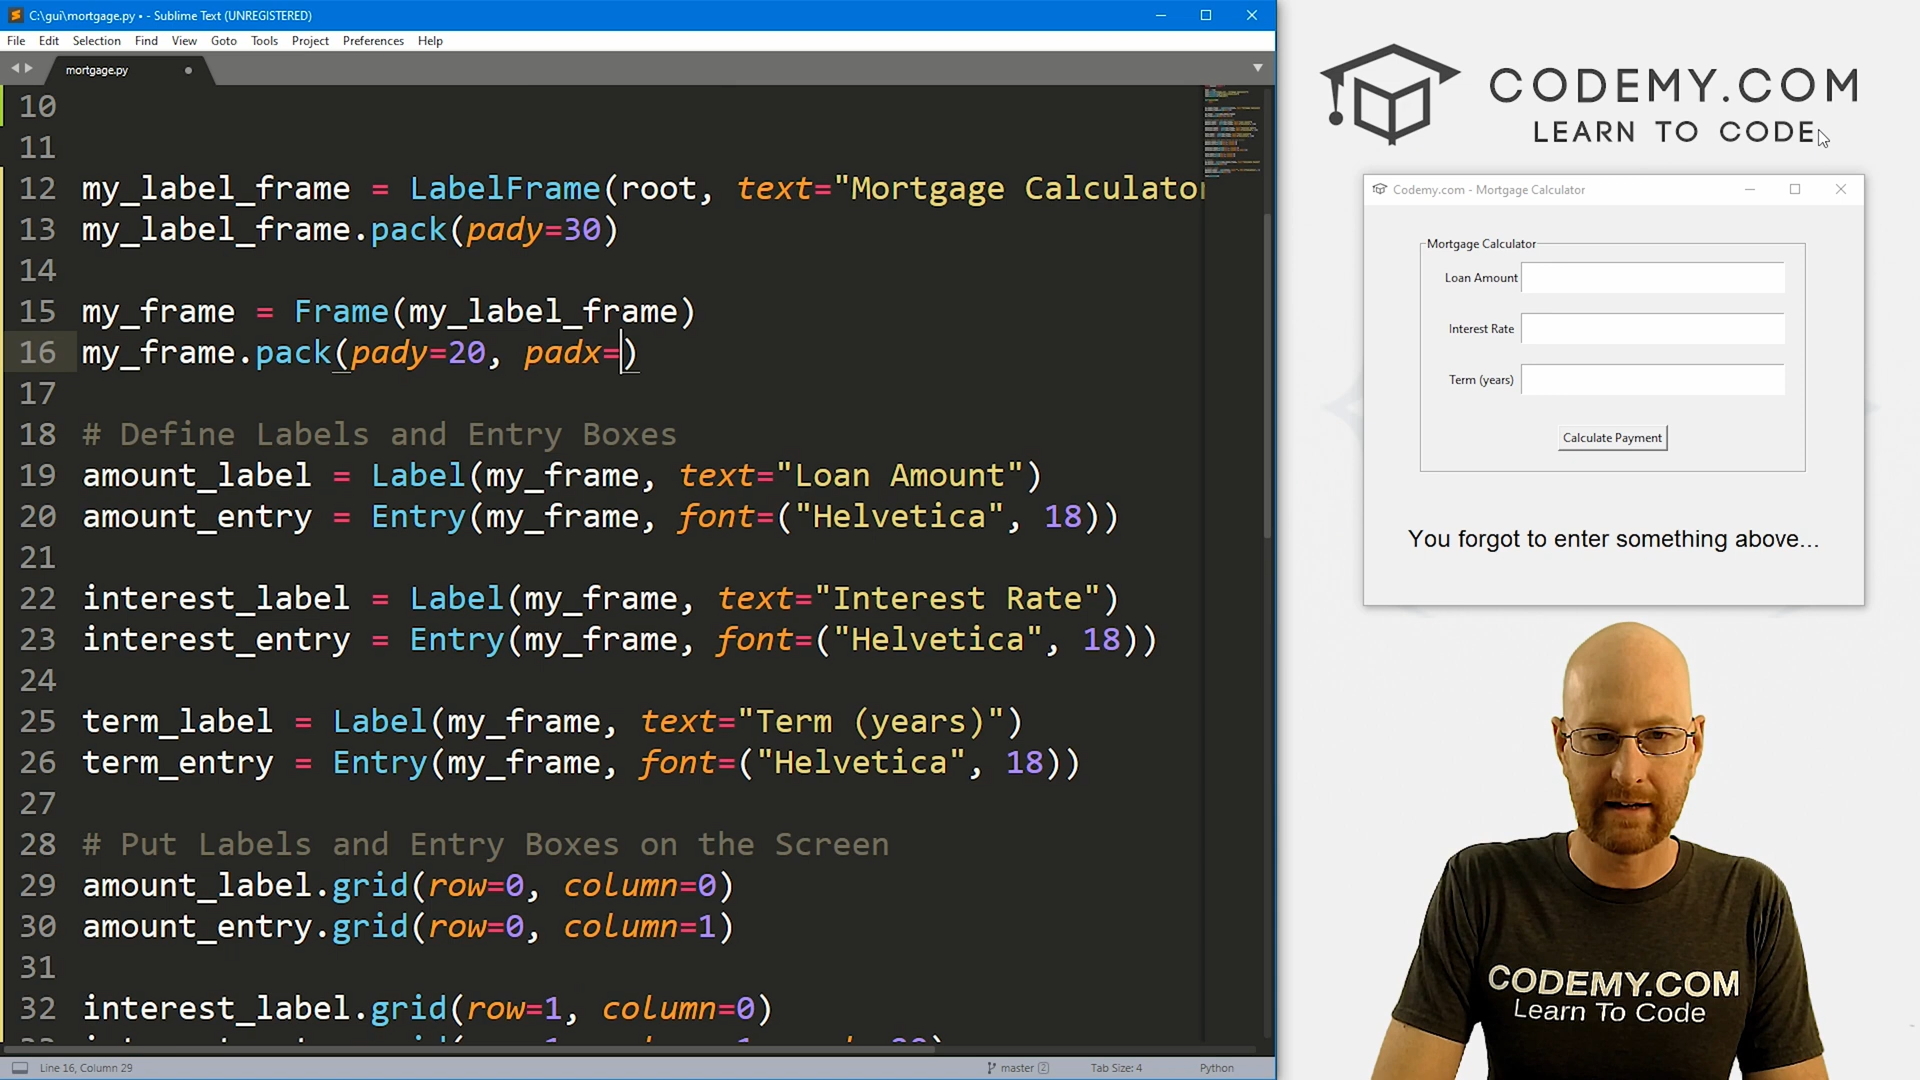 C:\gui\mortgage.py • - Sublime Text (UNREGISTERED)
File Edit Selection Find View Goto Tools Project Preferences Help
mortgage.py
10
11
12 my_label_frame = LabelFrame(root, text="Mortgage Calculator
13 my_label_frame.pack(pady=30)
14
15 my_frame = Frame(my_label_frame)
16 my_frame.pack(pady=20, padx=)
17
18 # Define Labels and Entry Boxes
19 amount_label = Label(my_frame, text="Loan Amount")
20 amount_entry = Entry(my_frame, font=("Helvetica", 18))
21
22 interest_label = Label(my_frame, text="Interest Rate")
23 interest_entry = Entry(my_frame, font=("Helvetica", 18))
24
25 term_label = Label(my_frame, text="Term (years)")
26 term_entry = Entry(my_frame, font=("Helvetica", 18))
27
28 # Put Labels and Entry Boxes on the Screen
29 amount_label.grid(row=0, column=0)
30 amount_entry.grid(row=0, column=1)
31
32 interest_label.grid(row=1, column=0)
Line 16, Column 29
master 2
Tab Size: 4
Python
CODEMY.COM
LEARN TO CODE
Codemy.com - Mortgage Calculator
Mortgage Calculator
Loan Amount
Interest Rate
Term (years)
Calculate Payment
You forgot to enter something above...
CODEMY.COM
Learn To Code